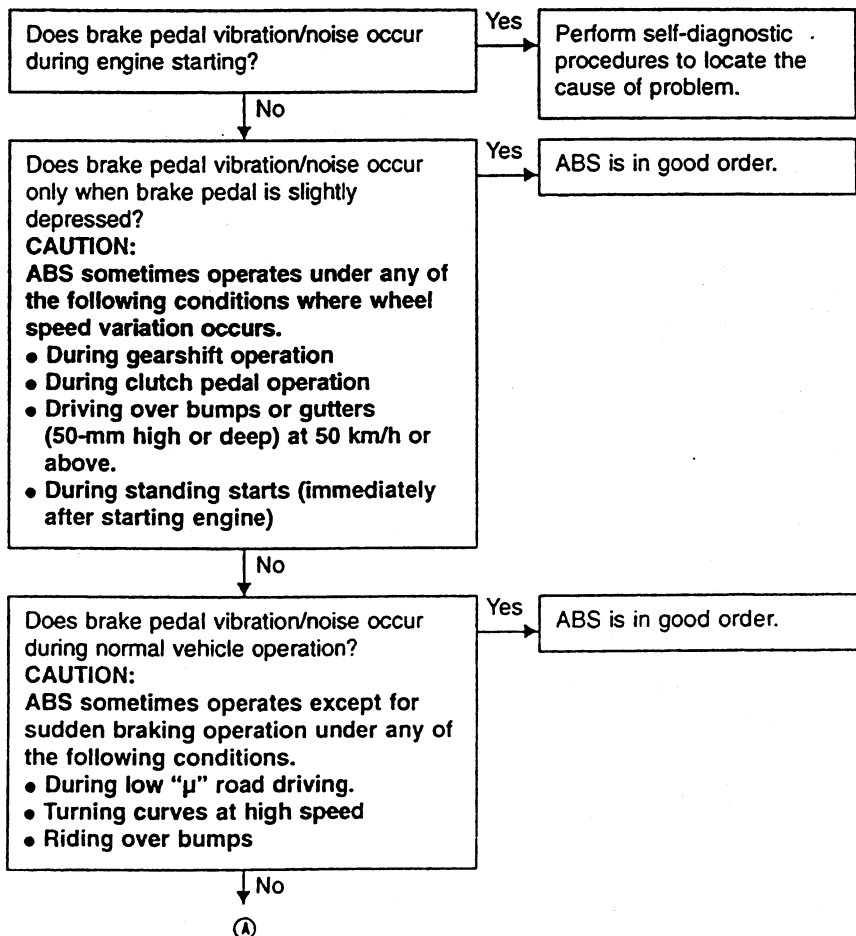 Does brake pedal vibration/noise occur
during engine starting?
Yes
Perform self-diagnostic
procedures to locate the
cause of problem.
No
Does brake pedal vibration/noise occur
only when brake pedal is slightly
depressed?
CAUTION:
ABS sometimes operates under any of
the following conditions where wheel
speed variation occurs.
● During gearshift operation
● During clutch pedal operation
● Driving over bumps or gutters
(50-mm high or deep) at 50 km/h or
above.
● During standing starts (immediately
after starting engine)
Yes
ABS is in good order.
No
Does brake pedal vibration/noise occur
during normal vehicle operation?
CAUTION:
ABS sometimes operates except for
sudden braking operation under any of
the following conditions.
● During low “µ” road driving.
● Turning curves at high speed
● Riding over bumps
Yes
ABS is in good order.
No
Ⓐ